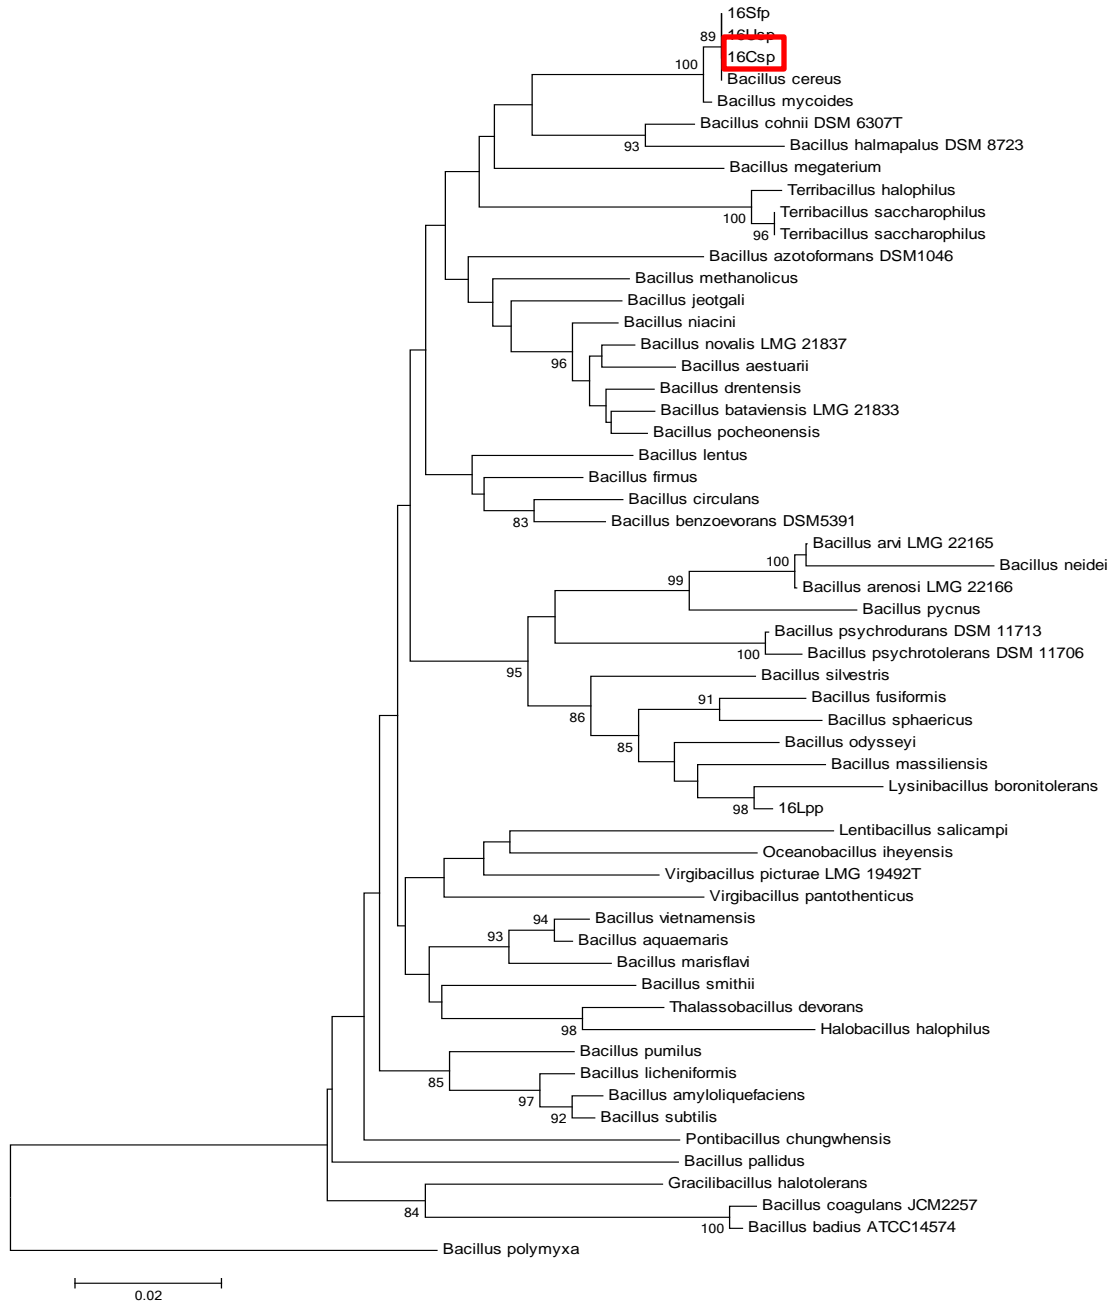 16Sfp
89
16Usp
16Csp
100
Bacillus cereus
Bacillus mycoides
Bacillus cohnii DSM 6307T
93
Bacillus halmapalus DSM 8723
Bacillus megaterium
Terribacillus halophilus
100
Terribacillus saccharophilus
96
Terribacillus saccharophilus
Bacillus azotoformans DSM1046
Bacillus methanolicus
Bacillus jeotgali
Bacillus niacini
Bacillus novalis LMG 21837
96
Bacillus aestuarii
Bacillus drentensis
Bacillus bataviensis LMG 21833
Bacillus pocheonensis
Bacillus lentus
Bacillus firmus
Bacillus circulans
83
Bacillus benzoevorans DSM5391
Bacillus arvi LMG 22165
100
Bacillus neidei
99
Bacillus arenosi LMG 22166
Bacillus pycnus
Bacillus psychrodurans DSM 11713
100
Bacillus psychrotolerans DSM 11706
95
Bacillus silvestris
91
Bacillus fusiformis
86
Bacillus sphaericus
85
Bacillus odysseyi
Bacillus massiliensis
Lysinibacillus boronitolerans
98
16Lpp
Lentibacillus salicampi
Oceanobacillus iheyensis
Virgibacillus picturae LMG 19492T
Virgibacillus pantothenticus
94
Bacillus vietnamensis
93
Bacillus aquaemaris
Bacillus marisflavi
Bacillus smithii
Thalassobacillus devorans
98
Halobacillus halophilus
Bacillus pumilus
85
Bacillus licheniformis
97
Bacillus amyloliquefaciens
92
Bacillus subtilis
Pontibacillus chungwhensis
Bacillus pallidus
Gracilibacillus halotolerans
84
Bacillus coagulans JCM2257
100
Bacillus badius ATCC14574
Bacillus polymyxa
0.02